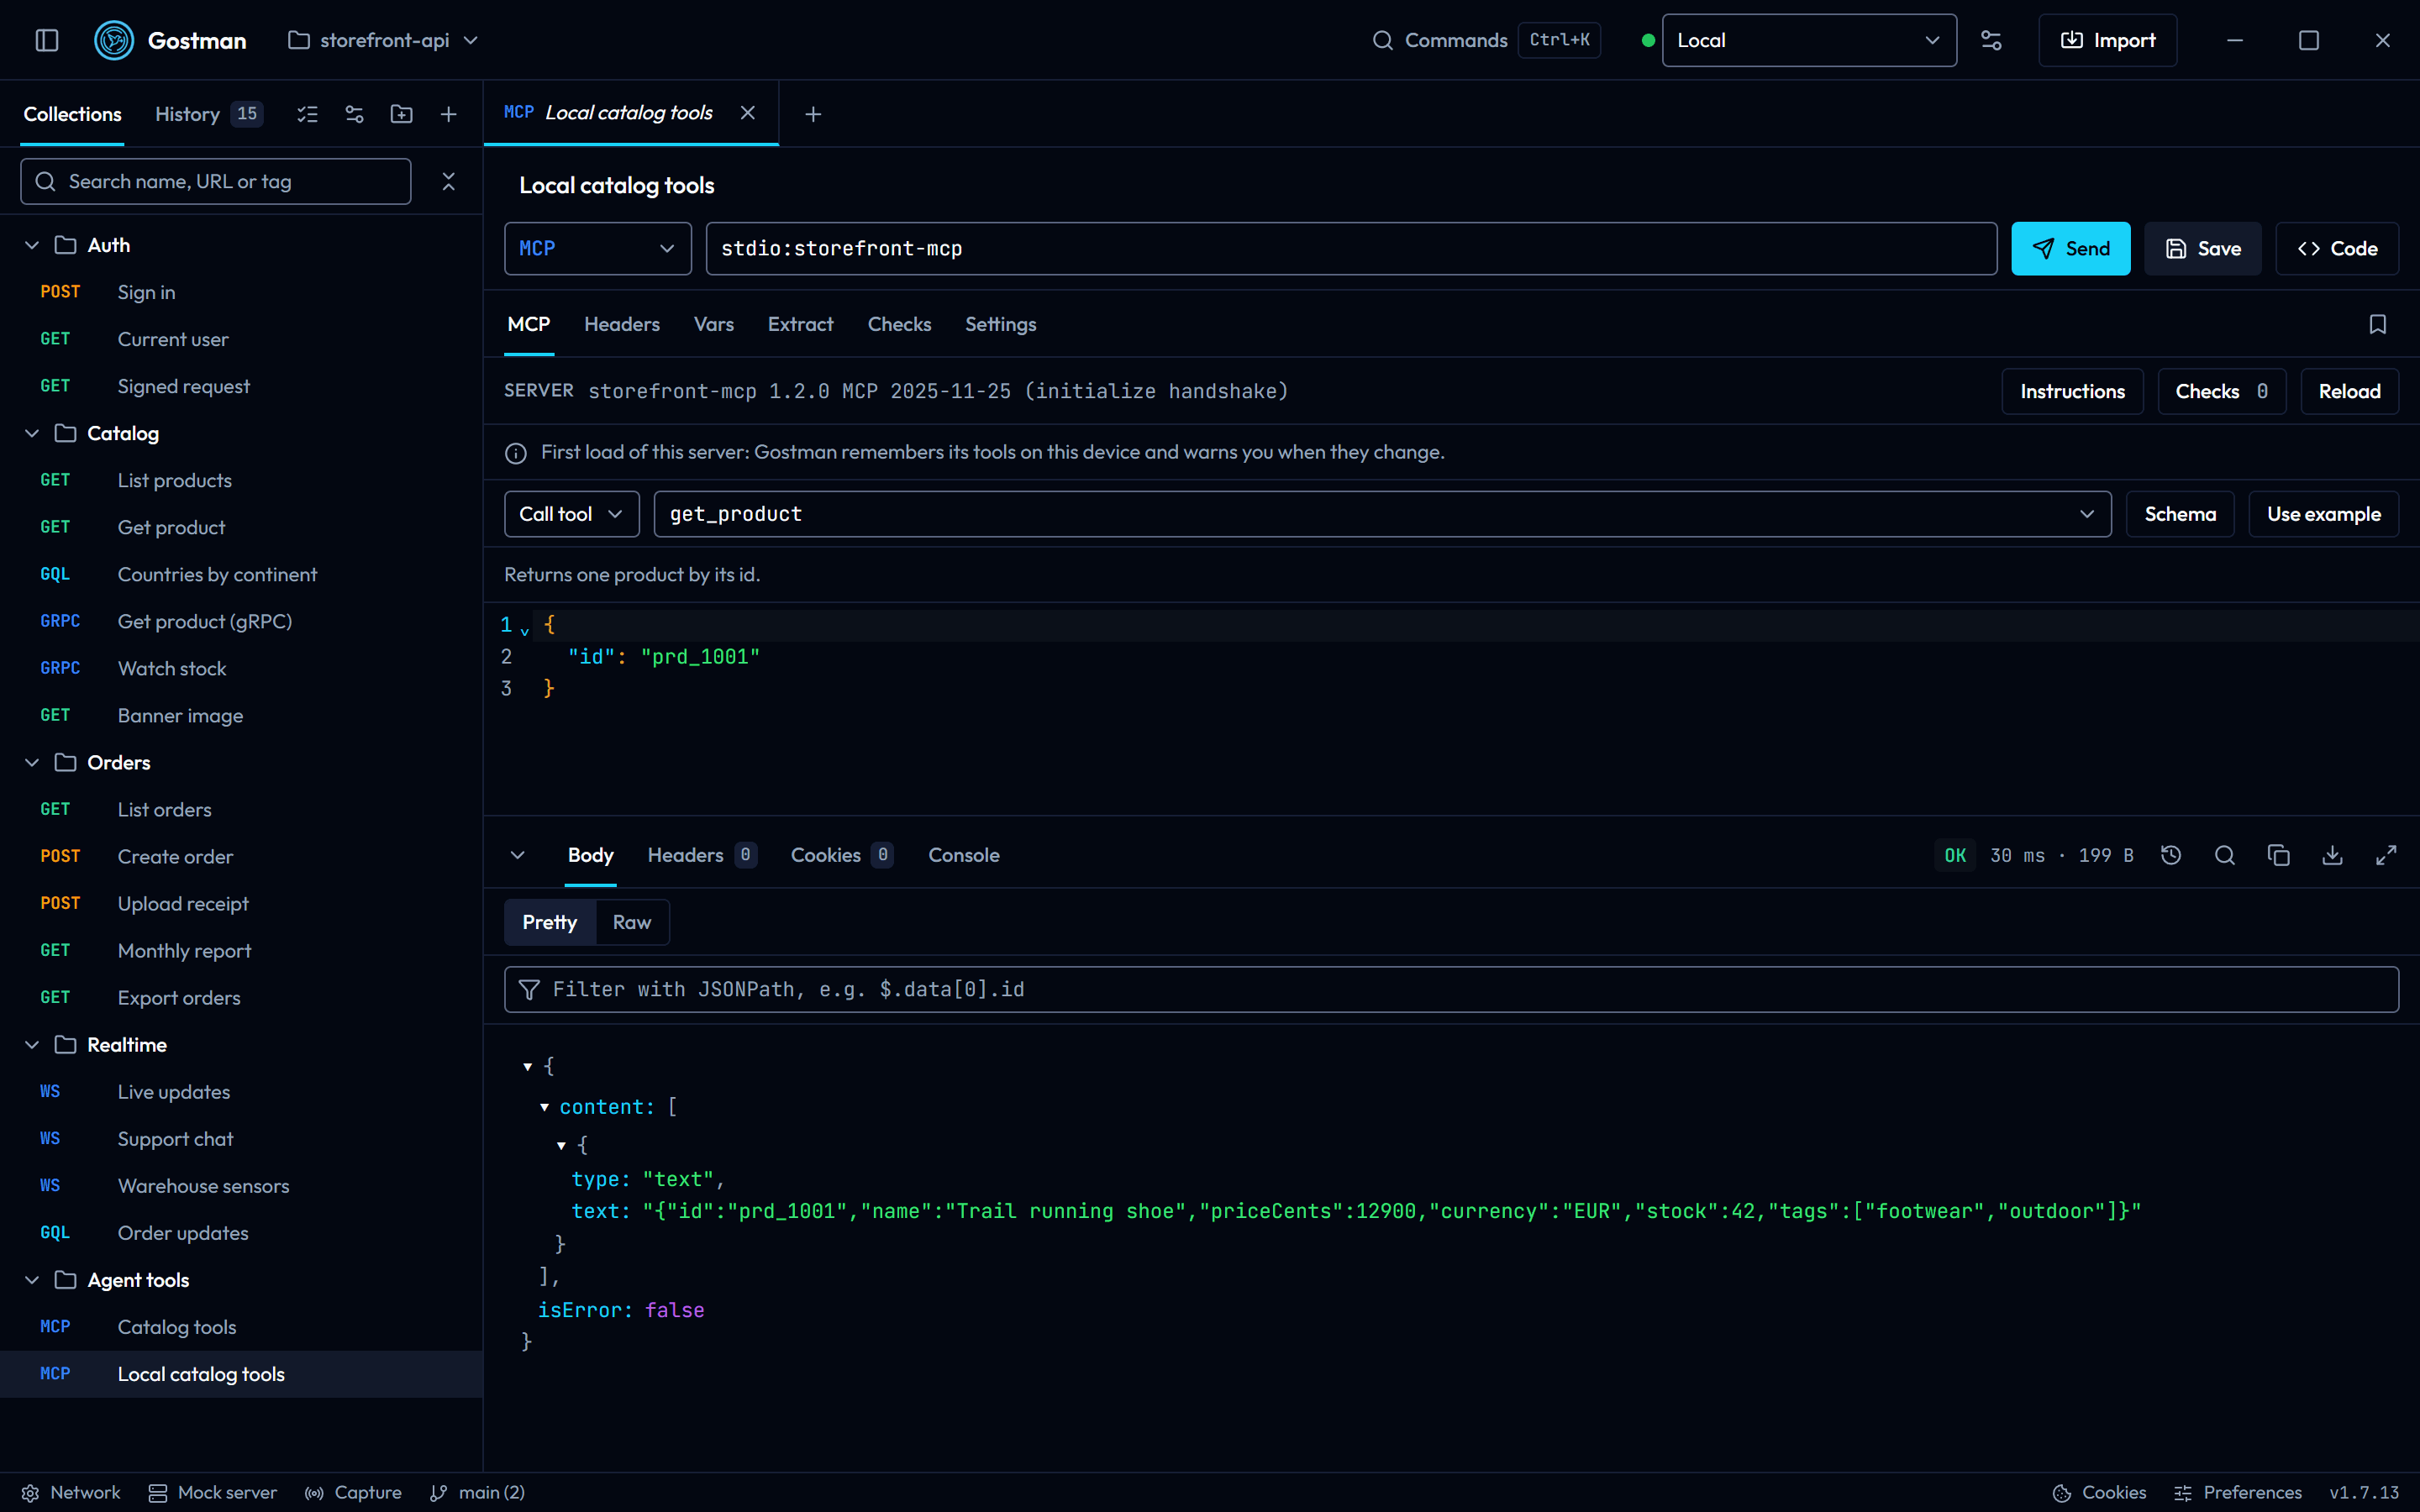 Gostman
storefront-api
Commands Ctrl+K
Local
Import
Collections
History 15
MCP Local catalog tools
Search name, URL or tag
Auth
POST Sign in
GET Current user
GET Signed request
Catalog
GET List products
GET Get product
GQL Countries by continent
GRPC Get product (gRPC)
GRPC Watch stock
GET Banner image
Orders
GET List orders
POST Create order
POST Upload receipt
GET Monthly report
GET Export orders
Realtime
WS Live updates
WS Support chat
WS Warehouse sensors
GQL Order updates
Agent tools
MCP Catalog tools
MCP Local catalog tools
Local catalog tools
MCP stdio:storefront-mcp Send Save Code
MCP Headers Vars Extract Checks Settings
SERVER storefront-mcp 1.2.0 MCP 2025-11-25 (initialize handshake) Instructions Checks 0 Reload
First load of this server: Gostman remembers its tools on this device and warns you when they change.
Call tool get_product Schema Use example
Returns one product by its id.
1 {
2 "id": "prd_1001"
3 }
Body Headers 0 Cookies 0 Console OK 30 ms · 199 B
Pretty Raw
Filter with JSONPath, e.g. $.data[0].id
{
content: [
{
type: "text",
text: "{"id":"prd_1001","name":"Trail running shoe","priceCents":12900,"currency":"EUR","stock":42,"tags":["footwear","outdoor"]}"
}
],
isError: false
}
Network Mock server Capture main (2) Cookies Preferences v1.7.13